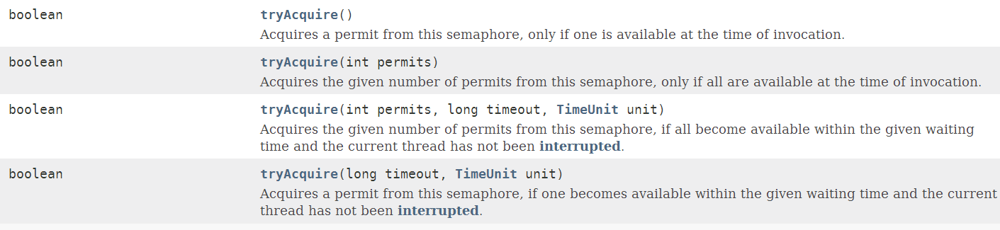 boolean tryAcquire()
Acquires a permit from this semaphore, only if one is available at the time of invocation.
boolean tryAcquire(int permits)
Acquires the given number of permits from this semaphore, only if all are available at the time of invocation.
boolean tryAcquire(int permits, long timeout, TimeUnit unit)
Acquires the given number of permits from this semaphore, if all become available within the given waiting
time and the current thread has not been interrupted.
boolean tryAcquire(long timeout, TimeUnit unit)
Acquires a permit from this semaphore, if one becomes available within the given waiting time and the current
thread has not been interrupted.